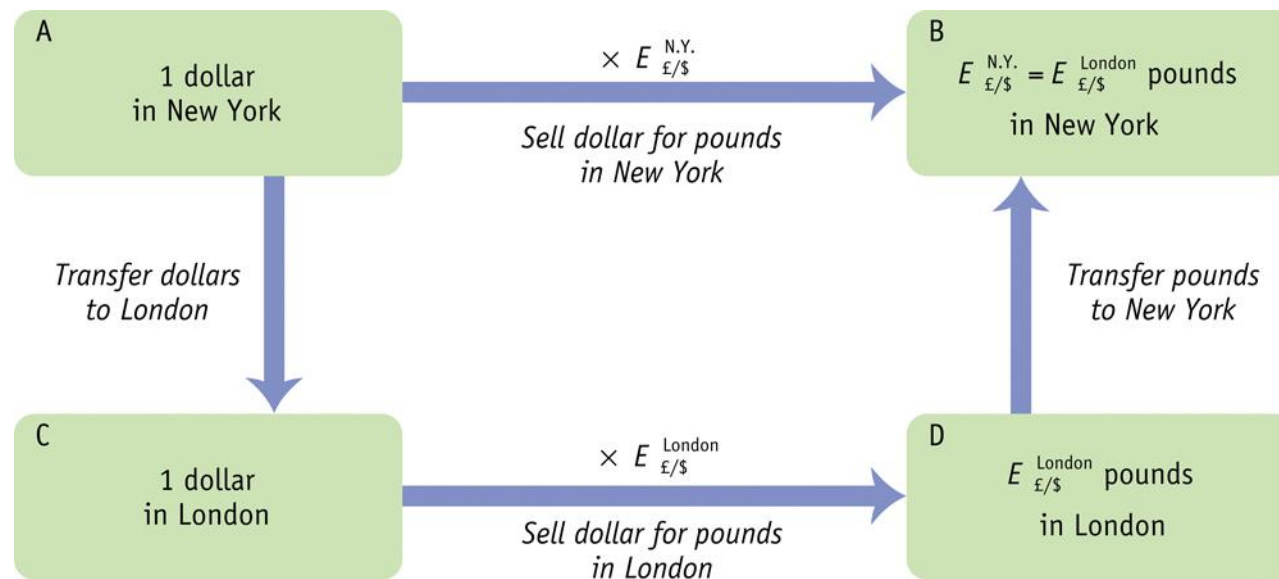 A
1 dollar
in New York
× E N.Y. £/$
Sell dollar for pounds
in New York
B
E N.Y. £/$ = E London £/$ pounds
in New York
Transfer dollars
to London
Transfer pounds
to New York
C
1 dollar
in London
× E London £/$
Sell dollar for pounds
in London
D
E London £/$ pounds
in London